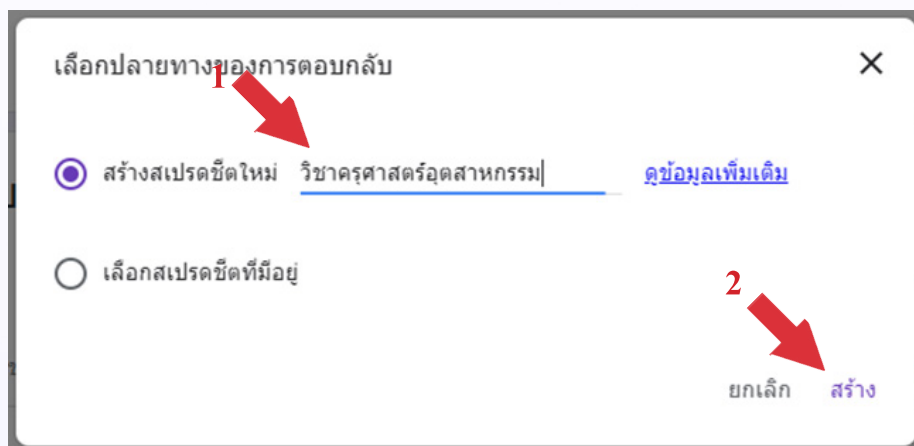 เลือกปลายทางของการตอบกลับ
1
สร้างสเปรดชีตใหม่ วิชาครุศาสตร์อุตสาหกรรม ดูข้อมูลเพิ่มเติม
เลือกสเปรดชีตที่มีอยู่
2
ยกเลิก สร้าง